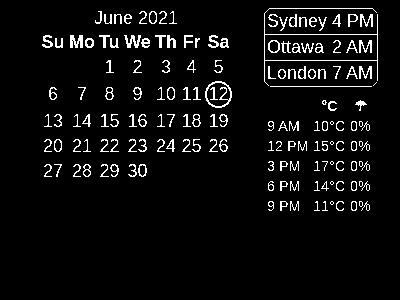 June 2021
Su Mo Tu We Th Fr Sa
1 2 3 4 5
6 7 8 9 10 11 12
13 14 15 16 17 18 19
20 21 22 23 24 25 26
27 28 29 30
Sydney 4 PM
Ottawa 2 AM
London 7 AM
°C ☂
9 AM 10°C 0%
12 PM 15°C 0%
3 PM 17°C 0%
6 PM 14°C 0%
9 PM 11°C 0%